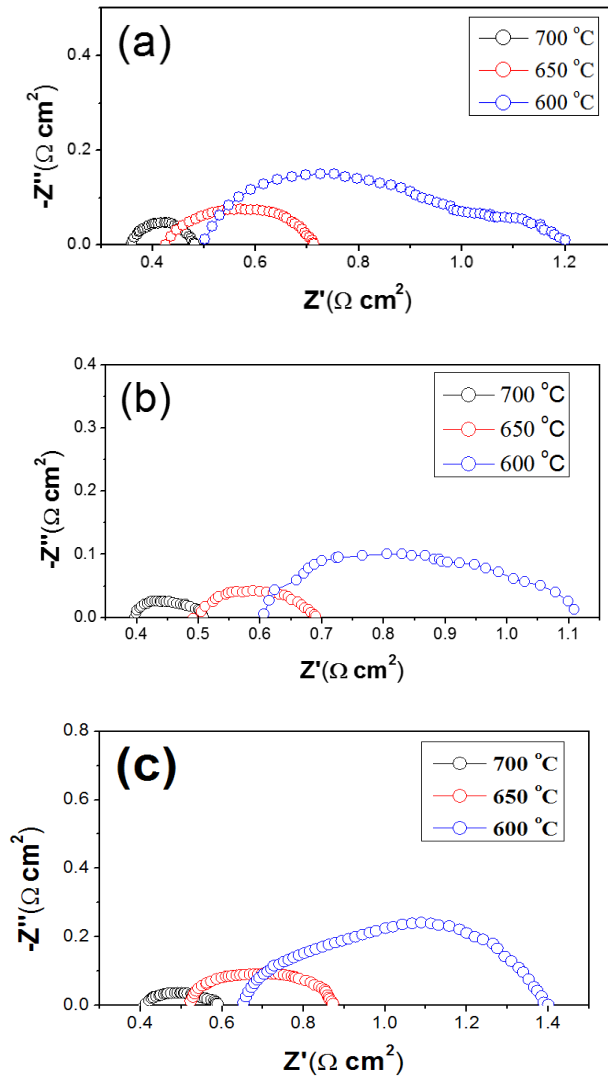 (a)
700 °C
650 °C
600 °C
0.4
0.2
0.0
-Z''(Ω cm²)
0.4 0.6 0.8 1.0 1.2
Z'(Ω cm²)
(b)
700 °C
650 °C
600 °C
0.4
0.3
0.2
0.1
0.0
-Z''(Ω cm²)
0.4 0.5 0.6 0.7 0.8 0.9 1.0 1.1
Z'(Ω cm²)
(c)
700 °C
650 °C
600 °C
0.8
0.6
0.4
0.2
0.0
-Z''(Ω cm²)
0.4 0.6 0.8 1.0 1.2 1.4
Z'(Ω cm²)